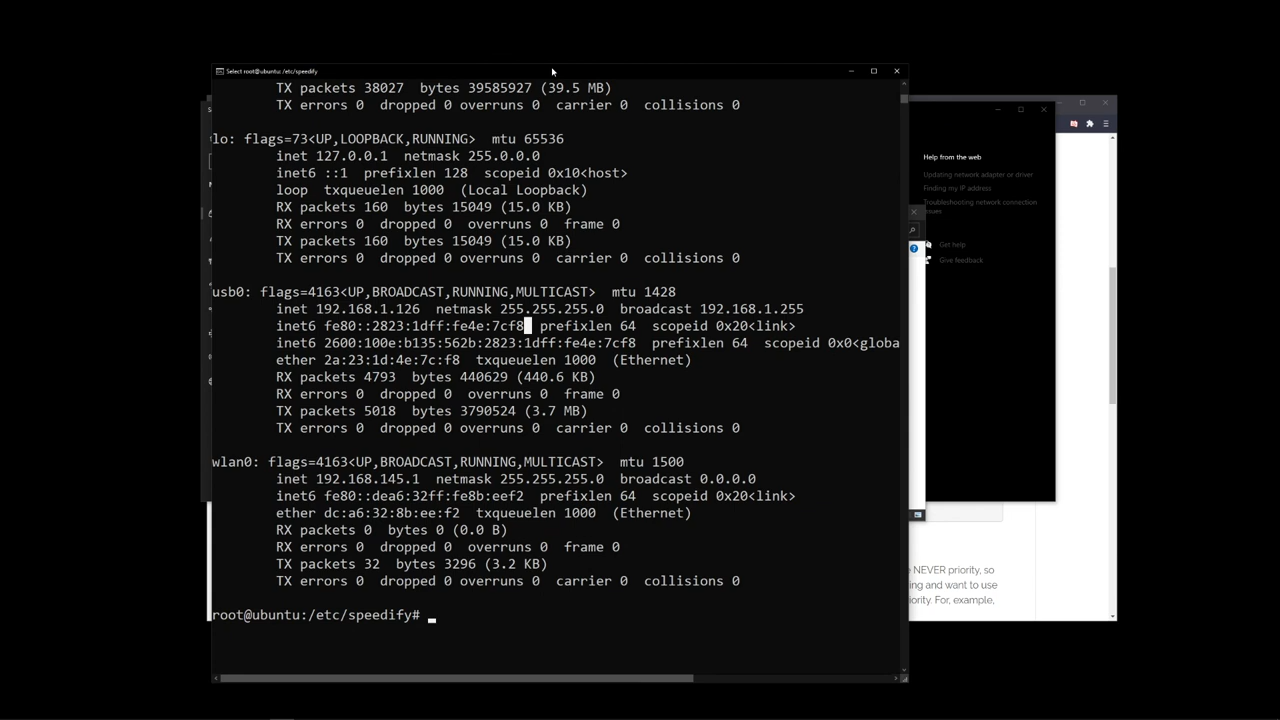 Select root@ubuntu: /etc/speedify
TX packets 38027  bytes 39585927 (39.5 MB)
TX errors 0  dropped 0 overruns 0  carrier 0  collisions 0
lo: flags=73<UP,LOOPBACK,RUNNING>  mtu 65536
inet 127.0.0.1  netmask 255.0.0.0
inet6 ::1  prefixlen 128  scopeid 0x10<host>
loop  txqueuelen 1000  (Local Loopback)
RX packets 160  bytes 15049 (15.0 KB)
RX errors 0  dropped 0  overruns 0  frame 0
TX packets 160  bytes 15049 (15.0 KB)
TX errors 0  dropped 0 overruns 0  carrier 0  collisions 0
usb0: flags=4163<UP,BROADCAST,RUNNING,MULTICAST>  mtu 1428
inet 192.168.1.126  netmask 255.255.255.0  broadcast 192.168.1.255
inet6 fe80::2823:1dff:fe4e:7cf8  prefixlen 64  scopeid 0x20<link>
inet6 2600:100e:b135:562b:2823:1dff:fe4e:7cf8  prefixlen 64  scopeid 0x0<globa
ether 2a:23:1d:4e:7c:f8  txqueuelen 1000  (Ethernet)
RX packets 4793  bytes 440629 (440.6 KB)
RX errors 0  dropped 0  overruns 0  frame 0
TX packets 5018  bytes 3790524 (3.7 MB)
TX errors 0  dropped 0 overruns 0  carrier 0  collisions 0
wlan0: flags=4163<UP,BROADCAST,RUNNING,MULTICAST>  mtu 1500
inet 192.168.145.1  netmask 255.255.255.0  broadcast 0.0.0.0
inet6 fe80::dea6:32ff:fe8b:eef2  prefixlen 64  scopeid 0x20<link>
ether dc:a6:32:8b:ee:f2  txqueuelen 1000  (Ethernet)
RX packets 0  bytes 0 (0.0 B)
RX errors 0  dropped 0  overruns 0  frame 0
TX packets 32  bytes 3296 (3.2 KB)
TX errors 0  dropped 0 overruns 0  carrier 0  collisions 0
root@ubuntu:/etc/speedify#
Help from the web
Updating network adapter or driver
Finding my IP address
Troubleshooting network connection
issues
Get help
Give feedback
NEVER priority, so
ing and want to use
iority. For, example,